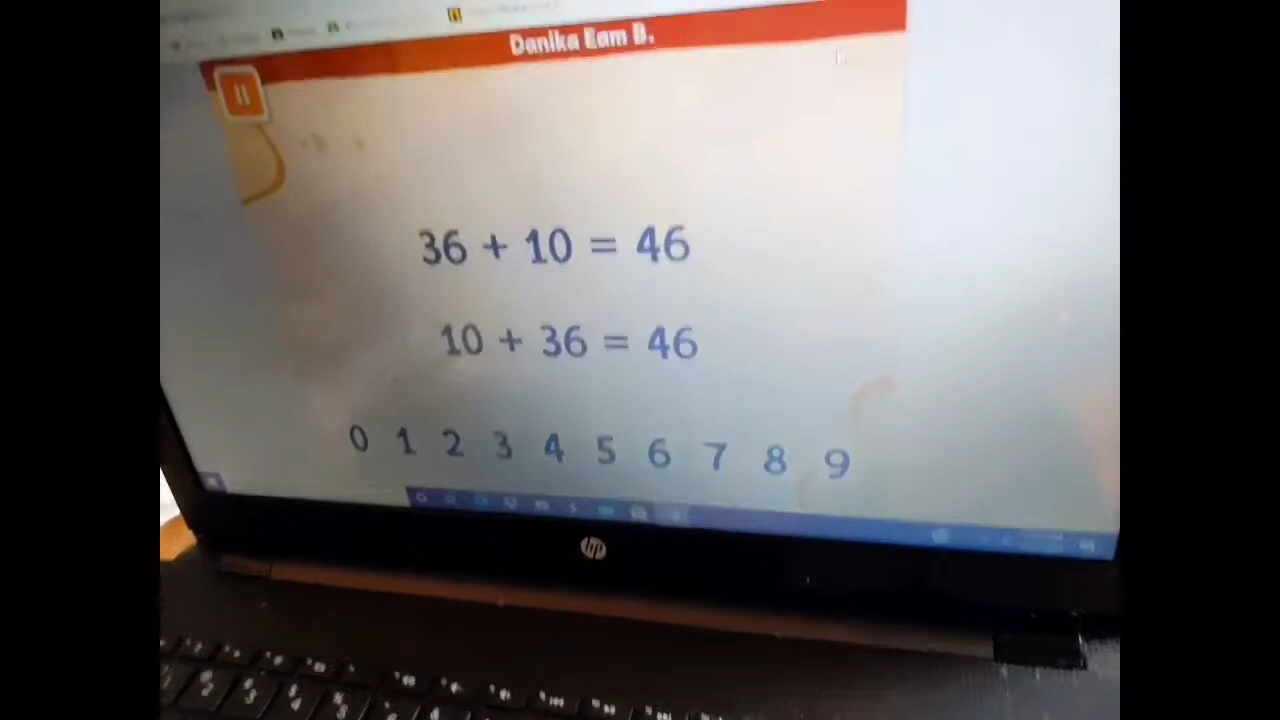 Danika Eam B.
36 + 10 = 46
10 + 36 = 46
0 1 2 3 4 5 6 7 8 9
hp